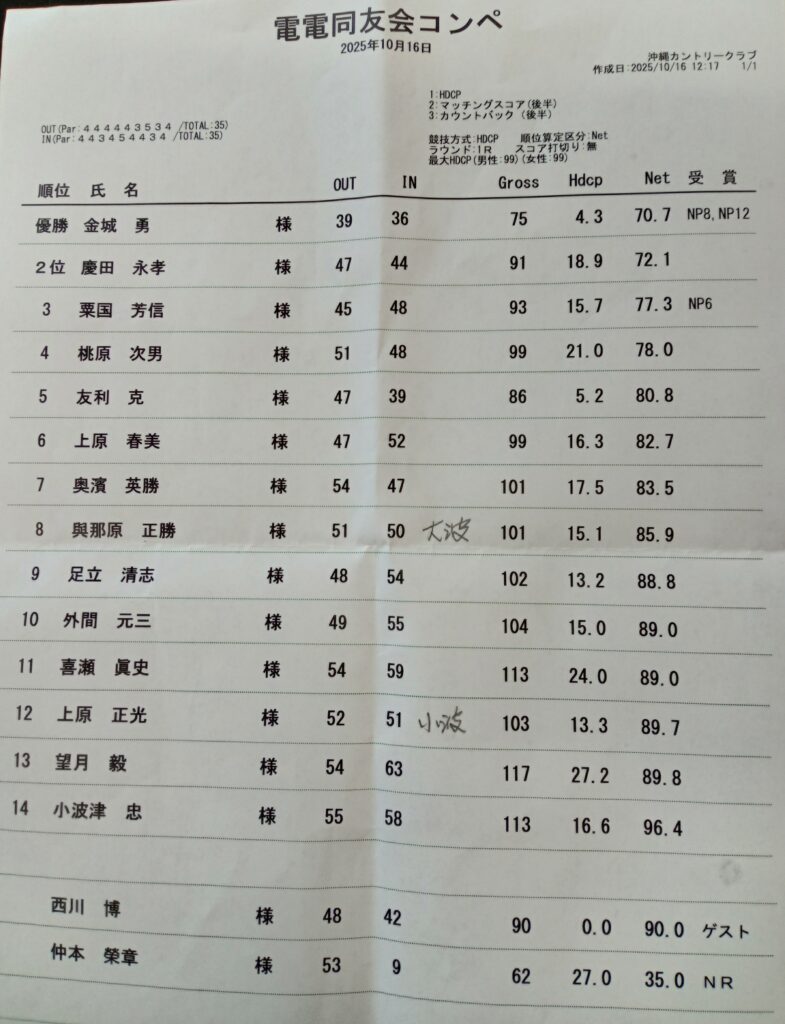 電電同友会コンペ
2025年10月16日
沖縄カントリークラブ
作成日:2025/10/16 12:17 1/1
1:HDCP
2:マッチングスコア(後半)
3:カウントバック (後半)
OUT(Par: 4 4 4 4 4 3 5 3 4 /TOTAL:35)
IN(Par: 4 4 3 4 5 4 4 3 4 /TOTAL:35)
競技方式:HDCP 順位算定区分:Net
ラウンド:1R スコア打切り:無
最大HDCP(男性:99)(女性:99)
順位 氏 名 OUT IN Gross Hdcp Net 受 賞
優勝 金城 勇 様 39 36 75 4.3 70.7 NP8,NP12
2位 慶田 永孝 様 47 44 91 18.9 72.1
3 粟国 芳信 様 45 48 93 15.7 77.3 NP6
4 桃原 次男 様 51 48 99 21.0 78.0
5 友利 克 様 47 39 86 5.2 80.8
6 上原 春美 様 47 52 99 16.3 82.7
7 奥濱 英勝 様 54 47 101 17.5 83.5
8 與那原 正勝 様 51 50 大波 101 15.1 85.9
9 足立 清志 様 48 54 102 13.2 88.8
10 外間 元三 様 49 55 104 15.0 89.0
11 喜瀬 眞史 様 54 59 113 24.0 89.0
12 上原 正光 様 52 51 小波 103 13.3 89.7
13 望月 毅 様 54 63 117 27.2 89.8
14 小波津 忠 様 55 58 113 16.6 96.4
西川 博 様 48 42 90 0.0 90.0 ゲスト
仲本 榮章 様 53 9 62 27.0 35.0 NR